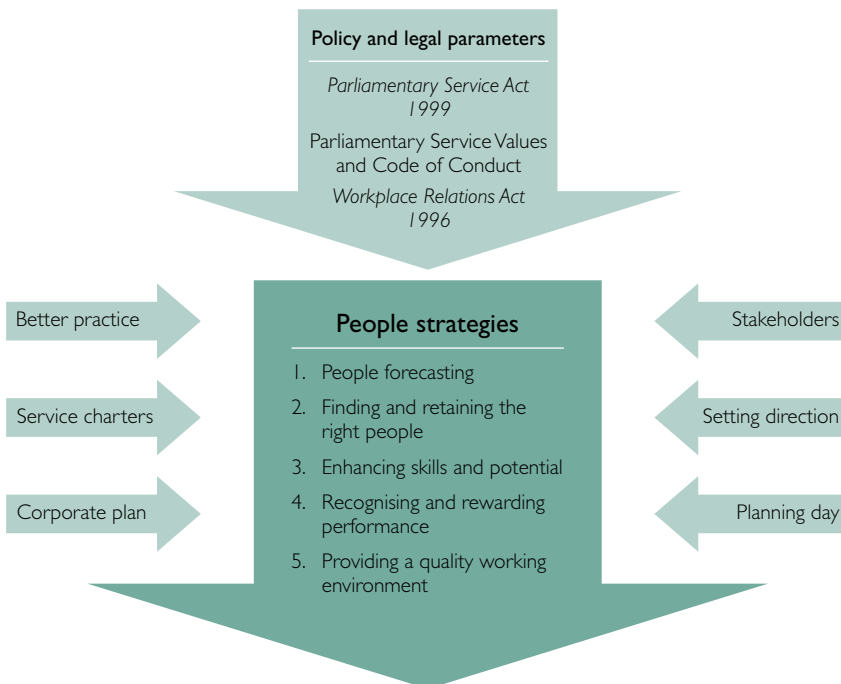 Policy and legal parameters
Parliamentary Service Act
1999
Parliamentary Service Values
and Code of Conduct
Workplace Relations Act
1996
Better practice
Service charters
Corporate plan
People strategies
1. People forecasting
2. Finding and retaining the
right people
3. Enhancing skills and potential
4. Recognising and rewarding
performance
5. Providing a quality working
environment
Stakeholders
Setting direction
Planning day